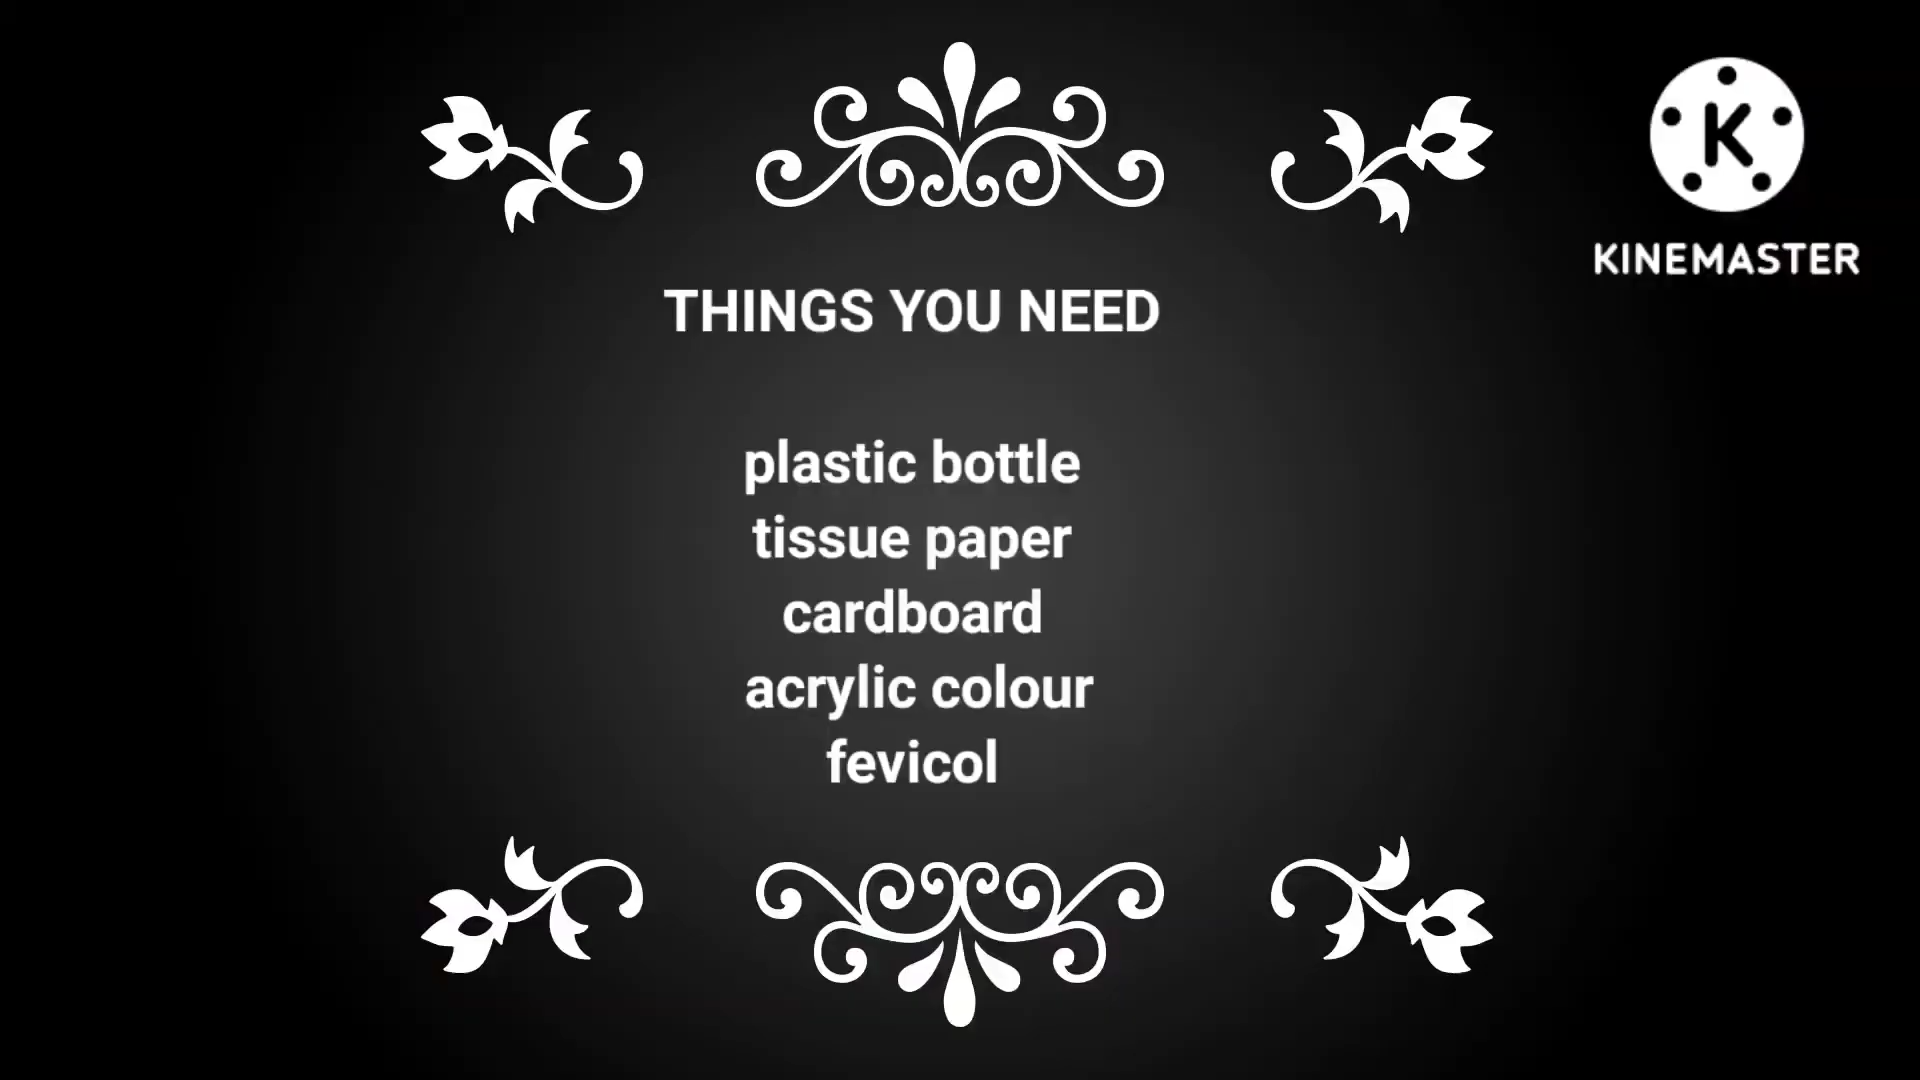 KINEMASTER
THINGS YOU NEED
plastic bottle
tissue paper
cardboard
acrylic colour
fevicol